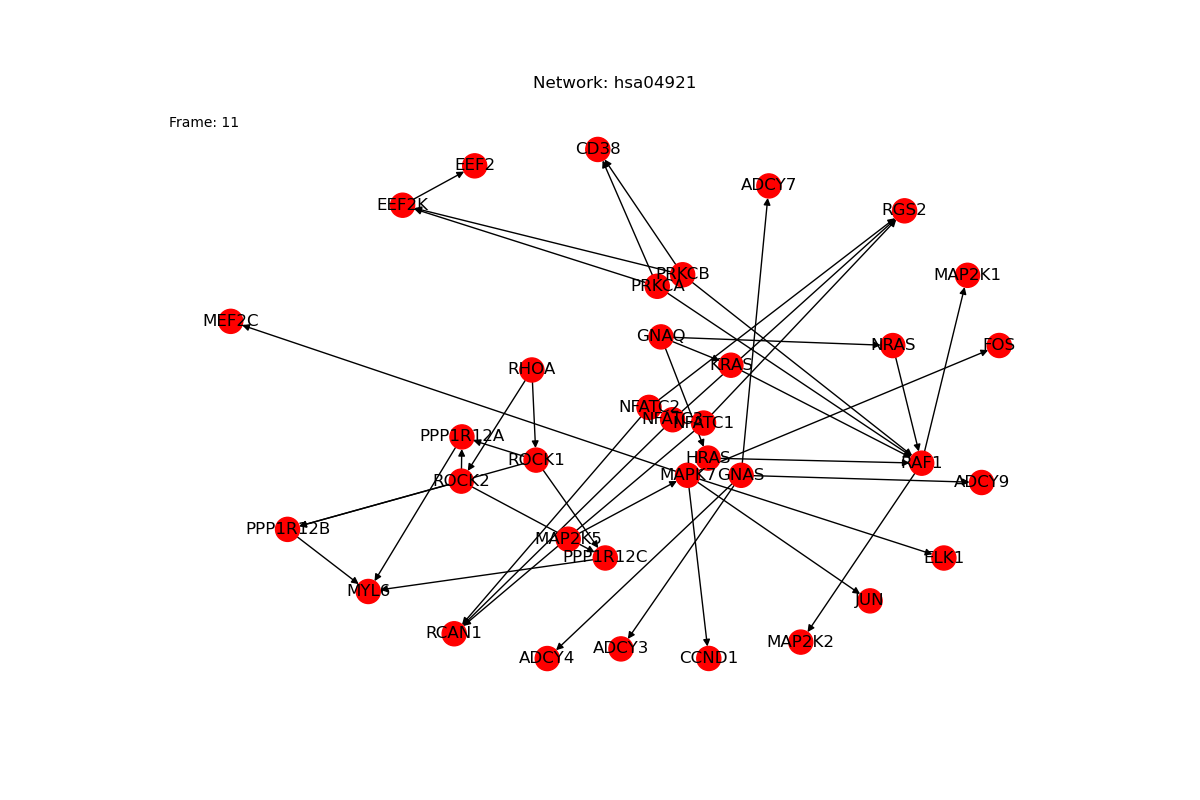 Network: hsa04921
Frame: 11
CD38
EEF2
ADCY7
EEF2K
RGS2
PRKCB
MAP2K1
PRKCA
MEF2C
GNAQ
NRAS
FOS
KRAS
RHOA
NFATC2
NFATC3
NFATC1
PPP1R12A
ROCK1
HRAS
RAF1
MAPK7
GNAS
ROCK2
ADCY9
PPP1R12B
MAP2K5
PPP1R12C
ELK1
MYL6
JUN
RCAN1
MAP2K2
ADCY3
ADCY4
CCND1